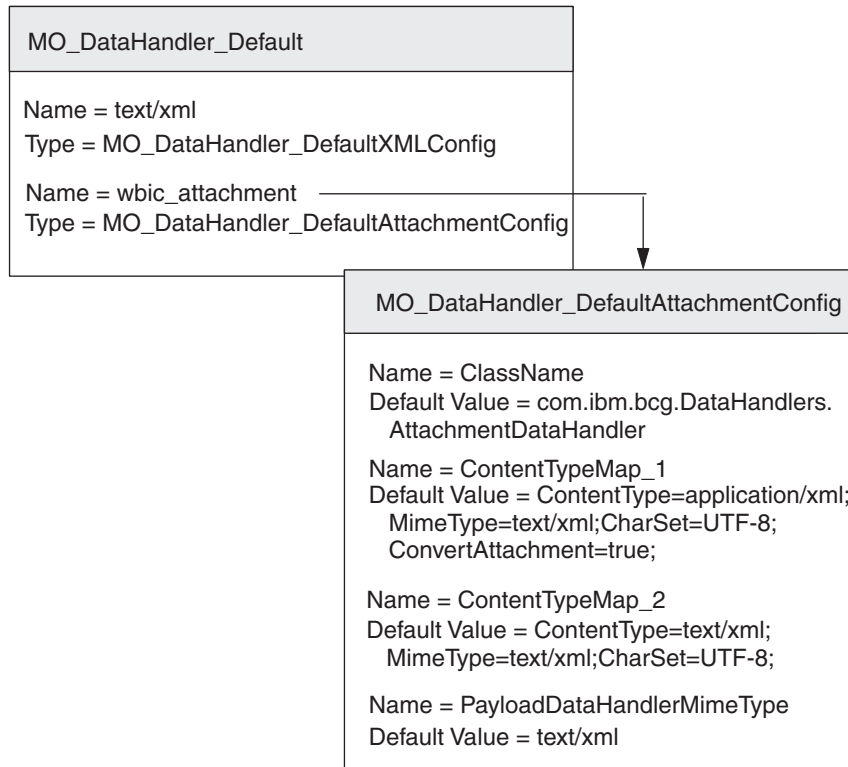 MO_DataHandler_Default
Name = text/xml
Type = MO_DataHandler_DefaultXMLConfig
Name = wbic_attachment
Type = MO_DataHandler_DefaultAttachmentConfig
MO_DataHandler_DefaultAttachmentConfig
Name = ClassName
Default Value = com.ibm.bcg.DataHandlers.
AttachmentDataHandler
Name = ContentTypeMap_1
Default Value = ContentType=application/xml;
MimeType=text/xml;CharSet=UTF-8;
ConvertAttachment=true;
Name = ContentTypeMap_2
Default Value = ContentType=text/xml;
MimeType=text/xml;CharSet=UTF-8;
Name = PayloadDataHandlerMimeType
Default Value = text/xml